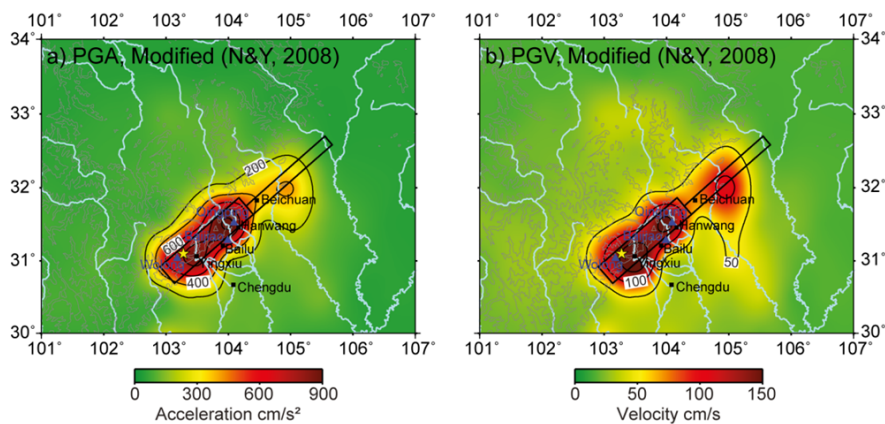 a) PGA, Modified (N&Y, 2008)
34°
33°
32°
31°
30°
101° 102° 103° 104° 105° 106° 107°
200
600
400
Beichuan
Hanwang
Bailu
Yingxiu
Chengdu
0 300 600 900
Acceleration cm/s²
b) PGV, Modified (N&Y, 2008)
34°
33°
32°
31°
30°
101° 102° 103° 104° 105° 106° 107°
50
100
Beichuan
Hanwang
Bailu
Yingxiu
Chengdu
0 50 100 150
Velocity cm/s